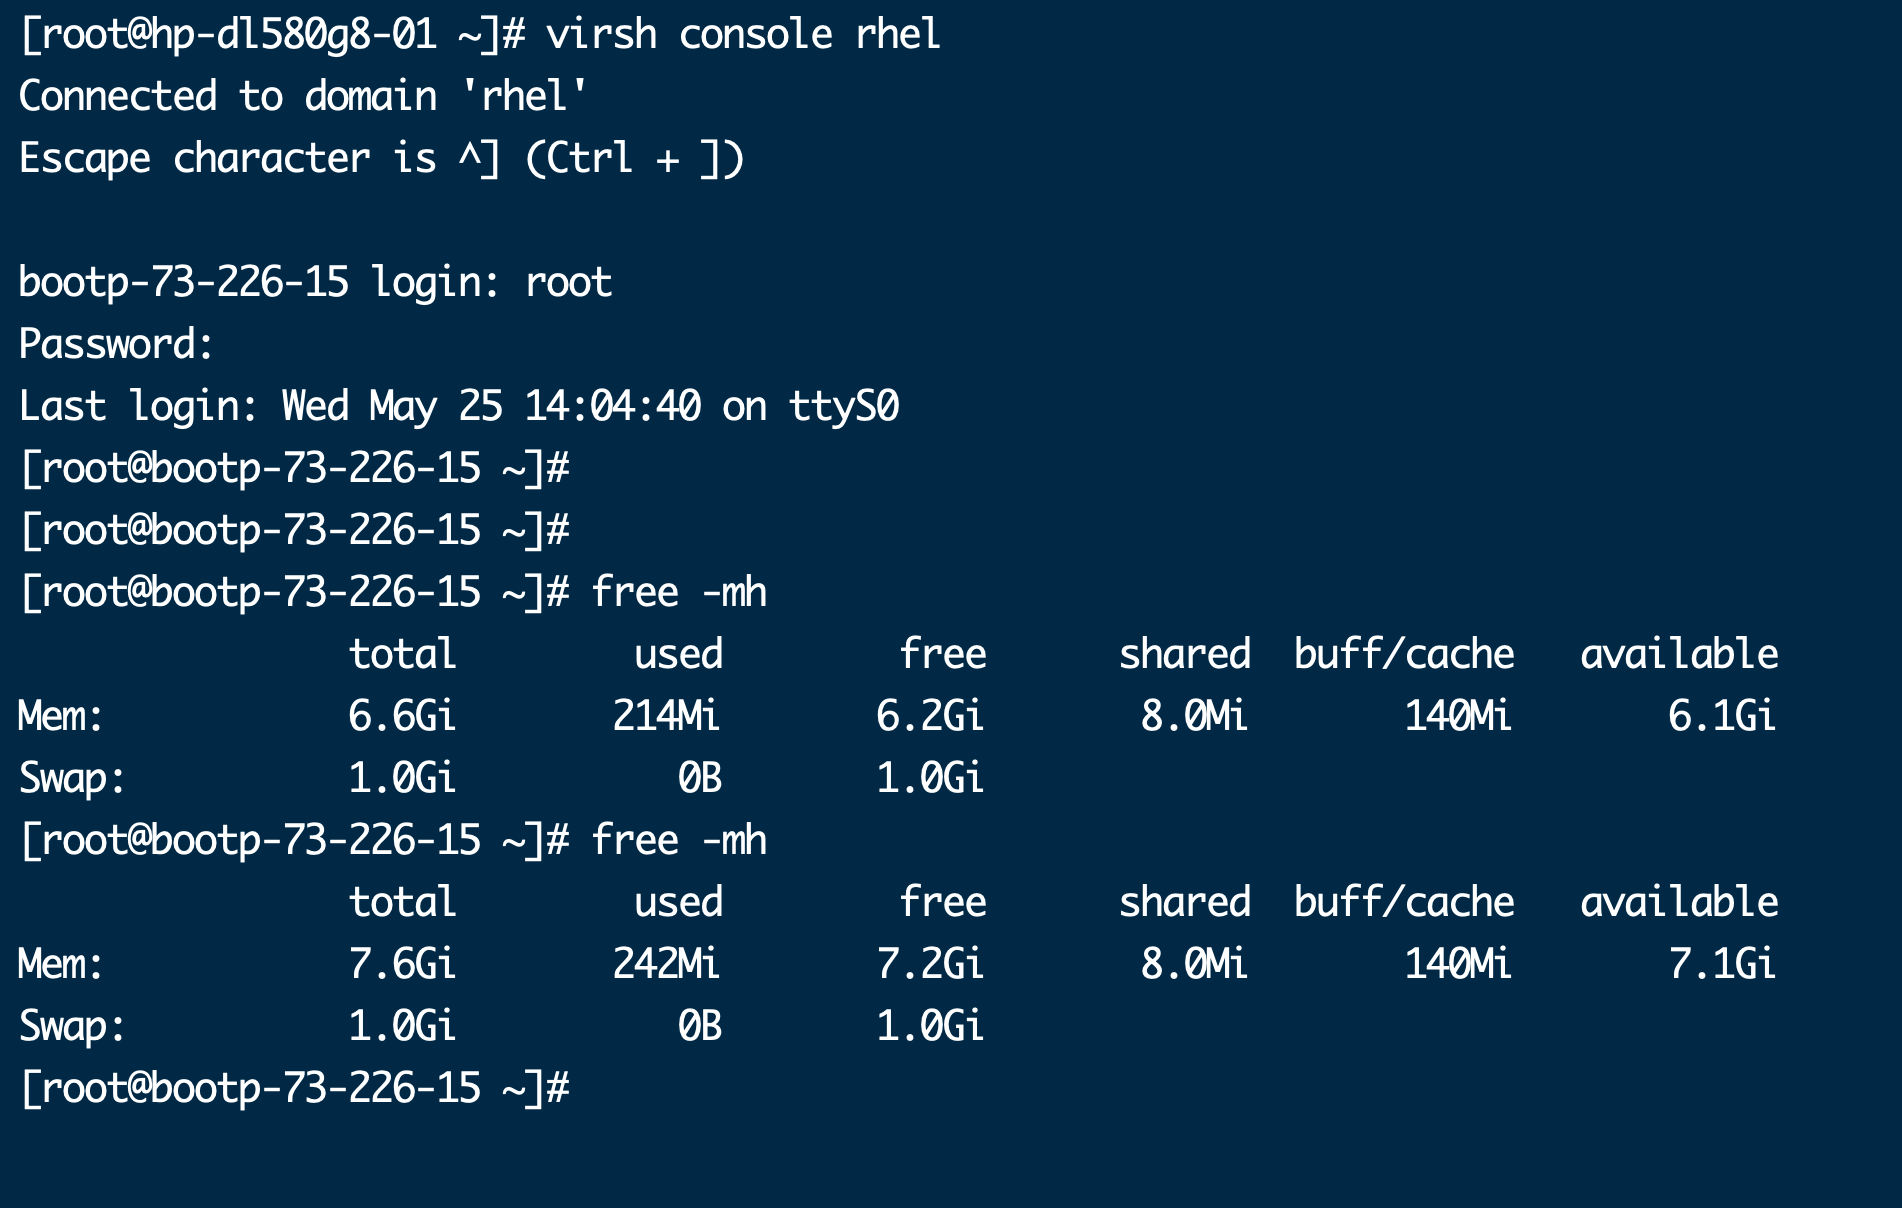 [root@hp-dl580g8-01 ~]# virsh console rhel
Connected to domain 'rhel'
Escape character is ^] (Ctrl + ])

bootp-73-226-15 login: root
Password:
Last login: Wed May 25 14:04:40 on ttyS0
[root@bootp-73-226-15 ~]#
[root@bootp-73-226-15 ~]#
[root@bootp-73-226-15 ~]# free -mh
               total        used        free      shared  buff/cache   available
Mem:           6.6Gi       214Mi       6.2Gi       8.0Mi       140Mi       6.1Gi
Swap:          1.0Gi          0B       1.0Gi
[root@bootp-73-226-15 ~]# free -mh
               total        used        free      shared  buff/cache   available
Mem:           7.6Gi       242Mi       7.2Gi       8.0Mi       140Mi       7.1Gi
Swap:          1.0Gi          0B       1.0Gi
[root@bootp-73-226-15 ~]#